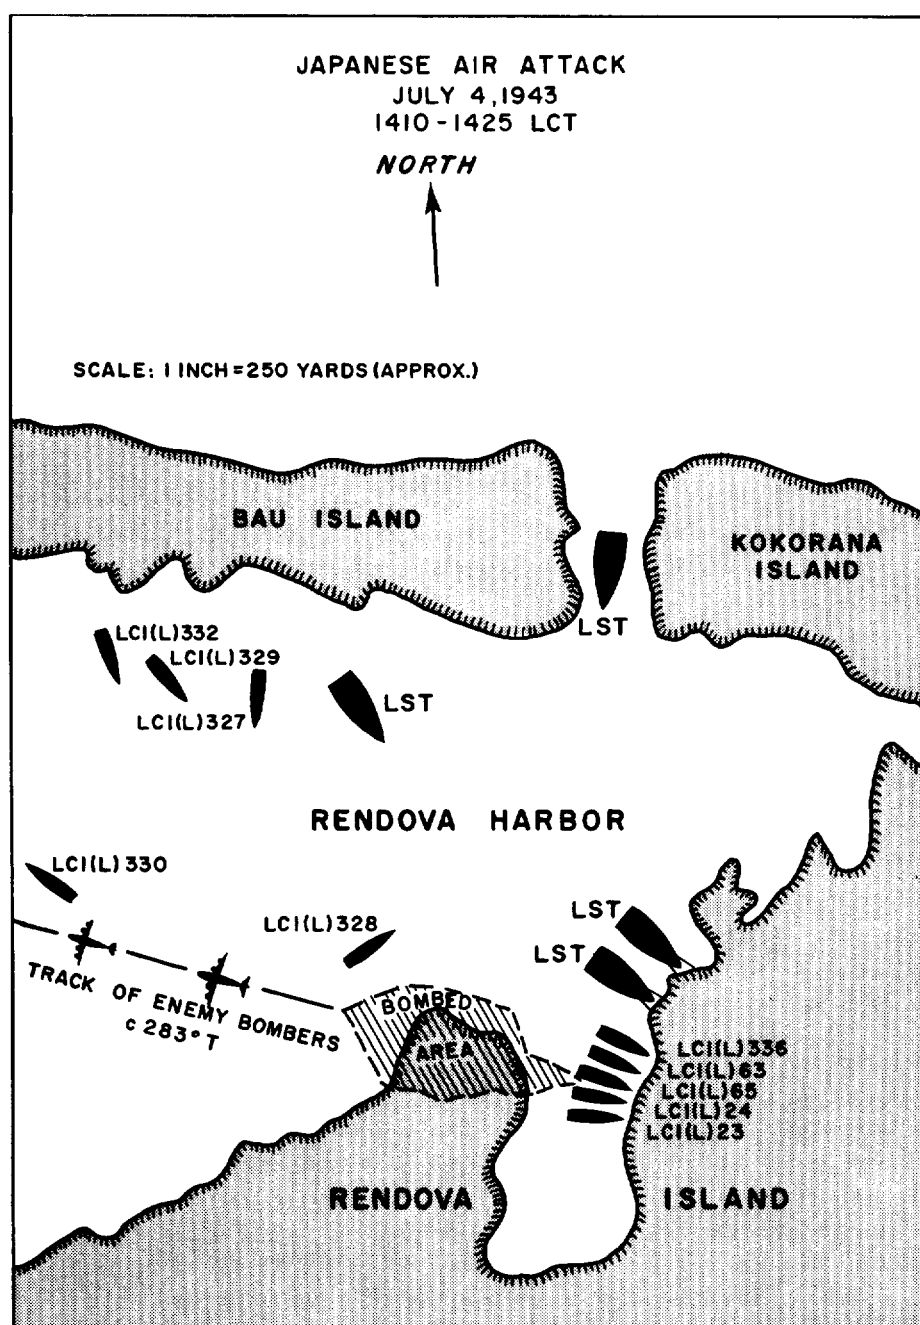 JAPANESE AIR ATTACK
JULY 4, 1943
1410-1425 LCT
NORTH
SCALE: 1 INCH = 250 YARDS (APPROX.)
BAU ISLAND
KOKORANA
ISLAND
LST
LCI(L) 332
LCI(L) 329
LCI(L) 327
LST
RENDOVA HARBOR
LCI(L) 330
LCI(L) 328
LST
LST
TRACK OF ENEMY BOMBERS
c 283° T
BOMBED
AREA
LCI(L) 336
LCI(L) 63
LCI(L) 65
LCI(L) 24
LCI(L) 23
RENDOVA ISLAND